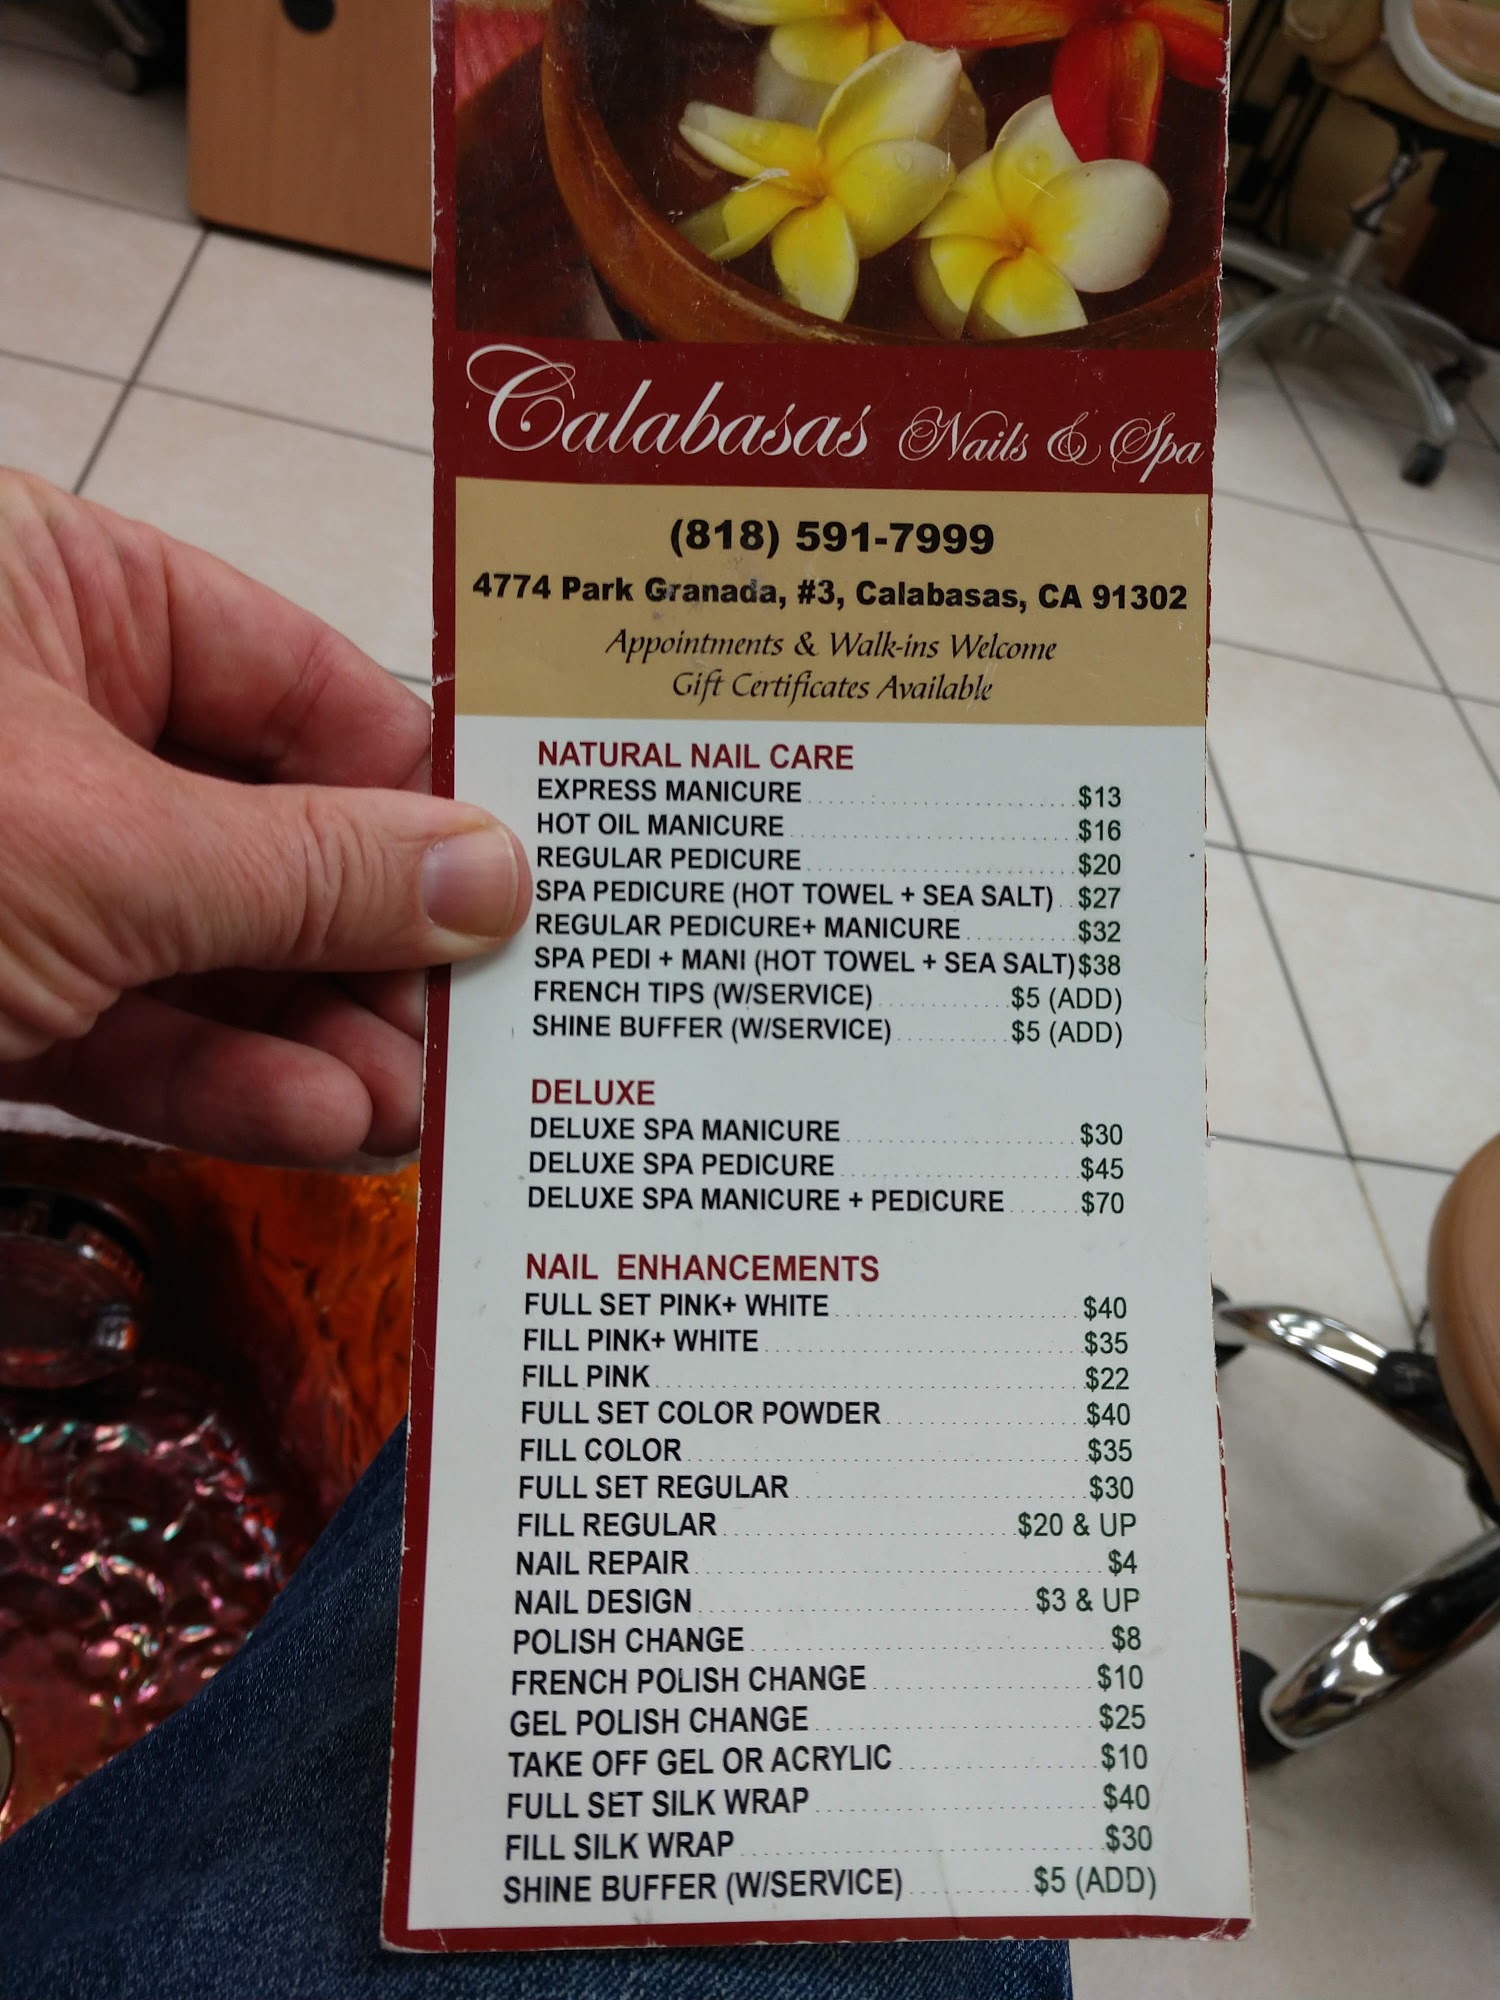 Calabasas Nails & Spa
(818) 591-7999
4774 Park Granada, #3, Calabasas, CA 91302
Appointments & Walk-ins Welcome
Gift Certificates Available
NATURAL NAIL CARE
EXPRESS MANICURE $13
HOT OIL MANICURE $16
REGULAR PEDICURE $20
SPA PEDICURE (HOT TOWEL + SEA SALT) $27
REGULAR PEDICURE+ MANICURE $32
SPA PEDI + MANI (HOT TOWEL + SEA SALT) $38
FRENCH TIPS (W/SERVICE) $5 (ADD)
SHINE BUFFER (W/SERVICE) $5 (ADD)
DELUXE
DELUXE SPA MANICURE $30
DELUXE SPA PEDICURE $45
DELUXE SPA MANICURE + PEDICURE $70
NAIL ENHANCEMENTS
FULL SET PINK+ WHITE $40
FILL PINK+ WHITE $35
FILL PINK $22
FULL SET COLOR POWDER $40
FILL COLOR $35
FULL SET REGULAR $30
FILL REGULAR $20 & UP
NAIL REPAIR $4
NAIL DESIGN $3 & UP
POLISH CHANGE $8
FRENCH POLISH CHANGE $10
GEL POLISH CHANGE $25
TAKE OFF GEL OR ACRYLIC $10
FULL SET SILK WRAP $40
FILL SILK WRAP $30
SHINE BUFFER (W/SERVICE) $5 (ADD)